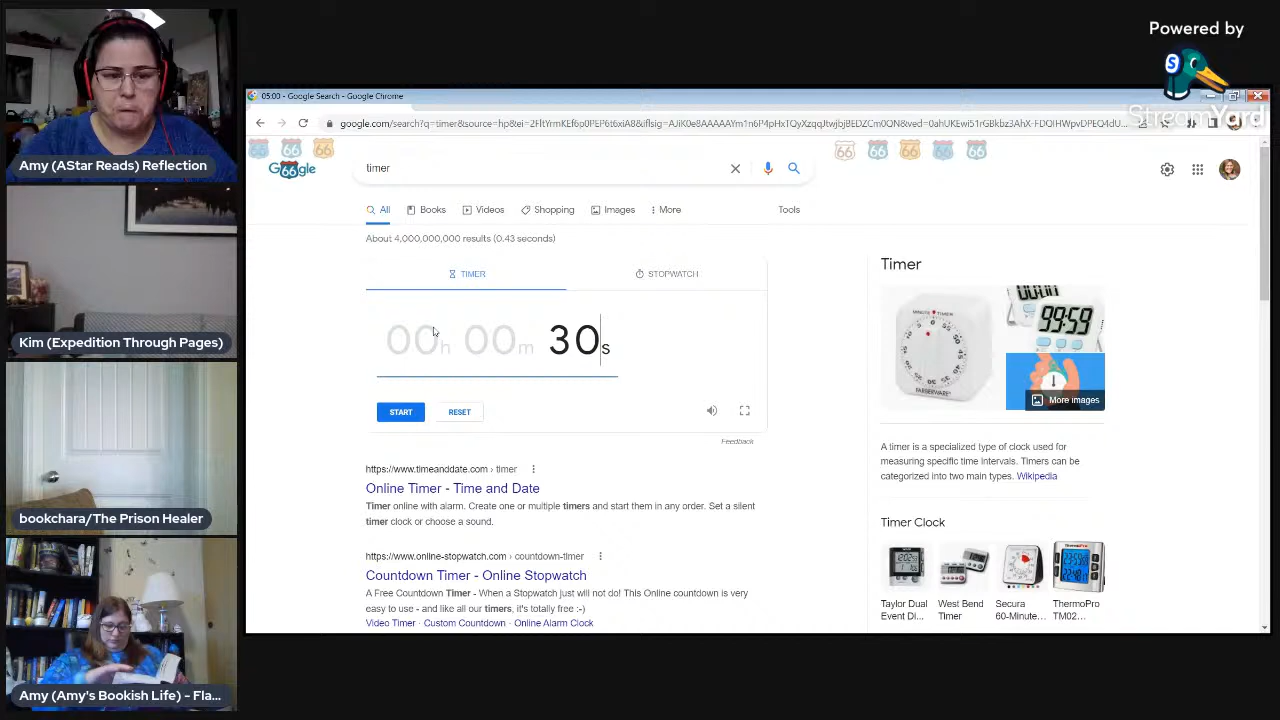 Powered by
StreamYard
Amy (AStar Reads) Reflection
Kim (Expedition Through Pages)
bookchara/The Prison Healer
Amy (Amy's Bookish Life) - Fla...
05:00 - Google Search - Google Chrome
timer
All
Books
Videos
Shopping
Images
More
Tools
About 4,000,000,000 results (0.43 seconds)
TIMER
STOPWATCH
00h 00m 30s
START
RESET
Feedback
https://www.timeanddate.com › timer
Online Timer - Time and Date
Timer online with alarm. Create one or multiple timers and start them in any order. Set a silent
timer clock or choose a sound.
https://www.online-stopwatch.com › countdown-timer
Countdown Timer - Online Stopwatch
A Free Countdown Timer - When a Stopwatch just will not do! This Online countdown is very
easy to use - and like all our timers, it's totally free :-)
Video Timer · Custom Countdown · Online Alarm Clock
Timer
99:59
More images
A timer is a specialized type of clock used for
measuring specific time intervals. Timers can be
categorized into two main types. Wikipedia
Timer Clock
Taylor Dual
Event Di...
West Bend
Timer
Secura
60-Minute...
ThermoPro
TM02...